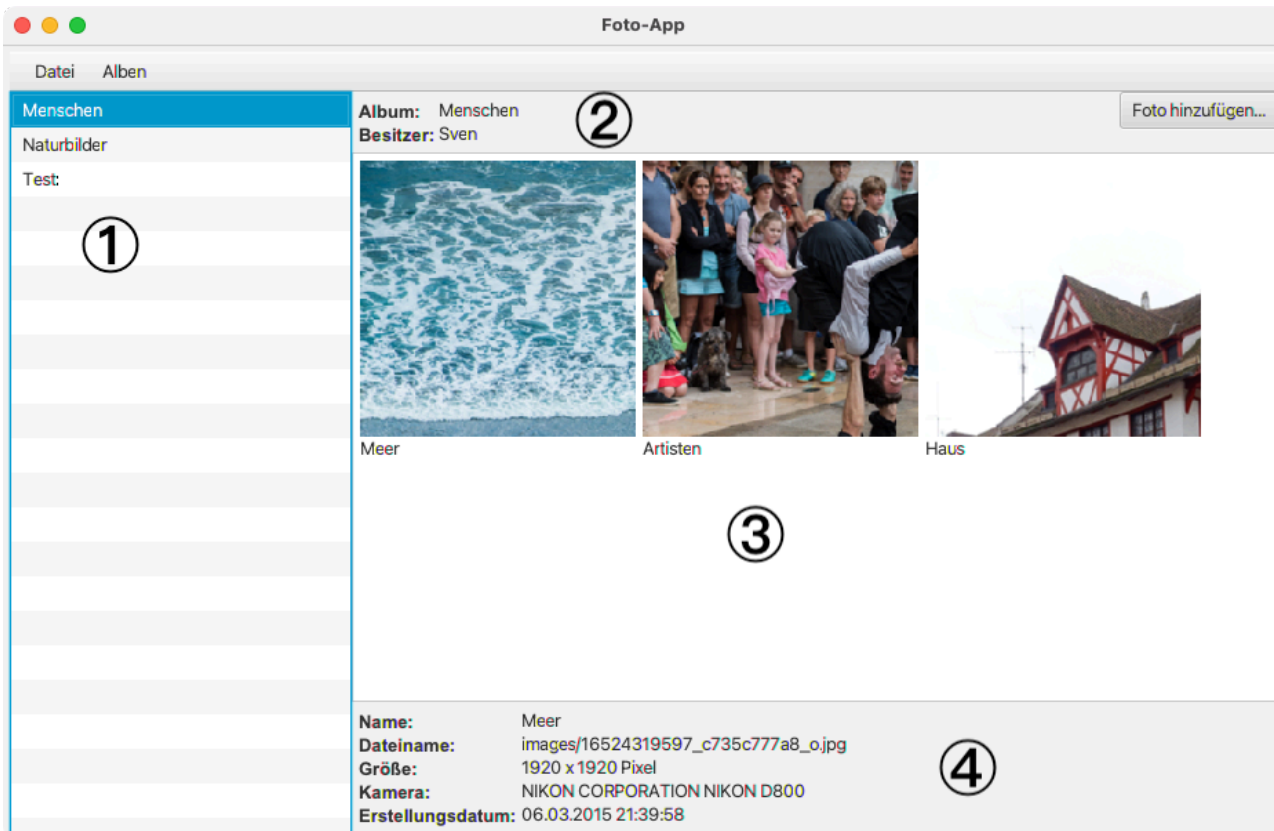 Foto-App
Datei Alben
Menschen
Naturbilder
Test:
①
Album: Menschen
Besitzer: Sven
②
Foto hinzufügen...
Meer
Artisten
Haus
③
Name: Meer
Dateiname: images/16524319597_c735c777a8_o.jpg
Größe: 1920 x 1920 Pixel
Kamera: NIKON CORPORATION NIKON D800
Erstellungsdatum: 06.03.2015 21:39:58
④